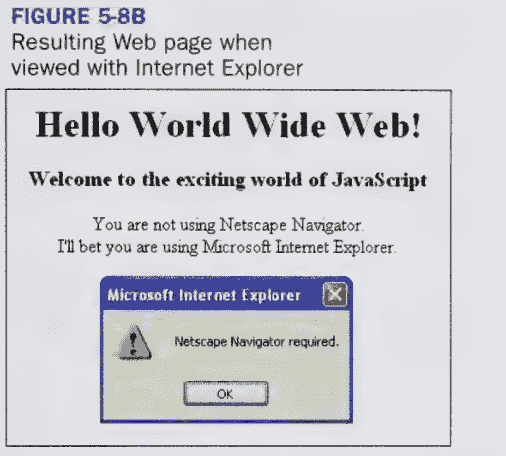 FIGURE 5-8B
Resulting Web page when
viewed with Internet Explorer
Hello World Wide Web!
Welcome to the exciting world of JavaScript
You are not using Netscape Navigator.
I'll bet you are using Microsoft Internet Explorer.
Microsoft Internet Explorer
Netscape Navigator required.
OK